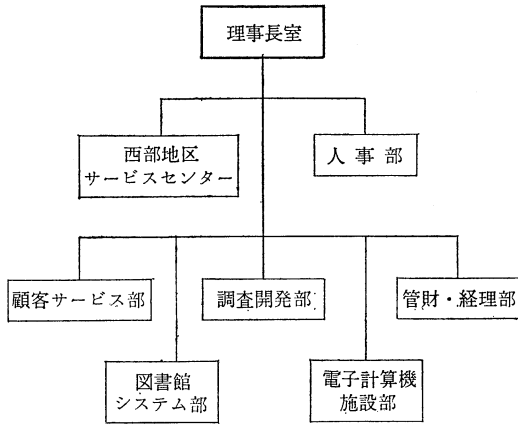 理事長室
西部地区
サービスセンター
人事部
顧客サービス部
調査開発部
管財・経理部
図書館
システム部
電子計算機
施設部